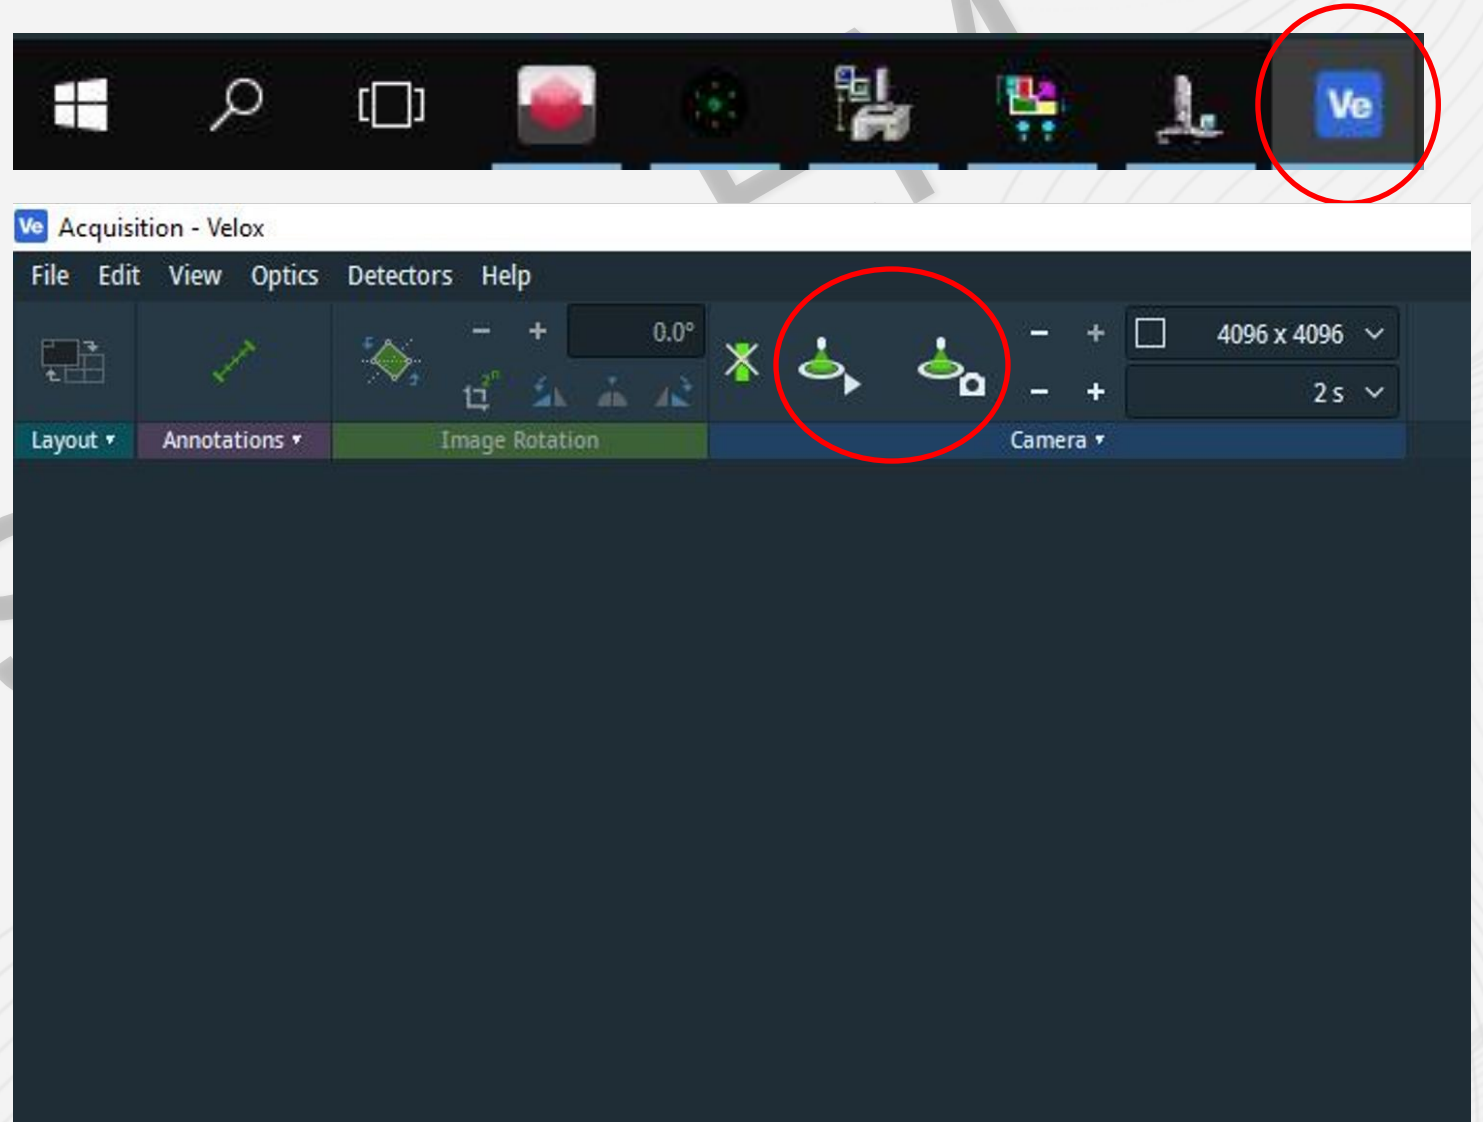 Ve
Ve Acquisition - Velox
File Edit View Optics Detectors Help
− + 0.0°
− + 4096 x 4096
2ⁿ
− + 2 s
Layout Annotations Image Rotation Camera